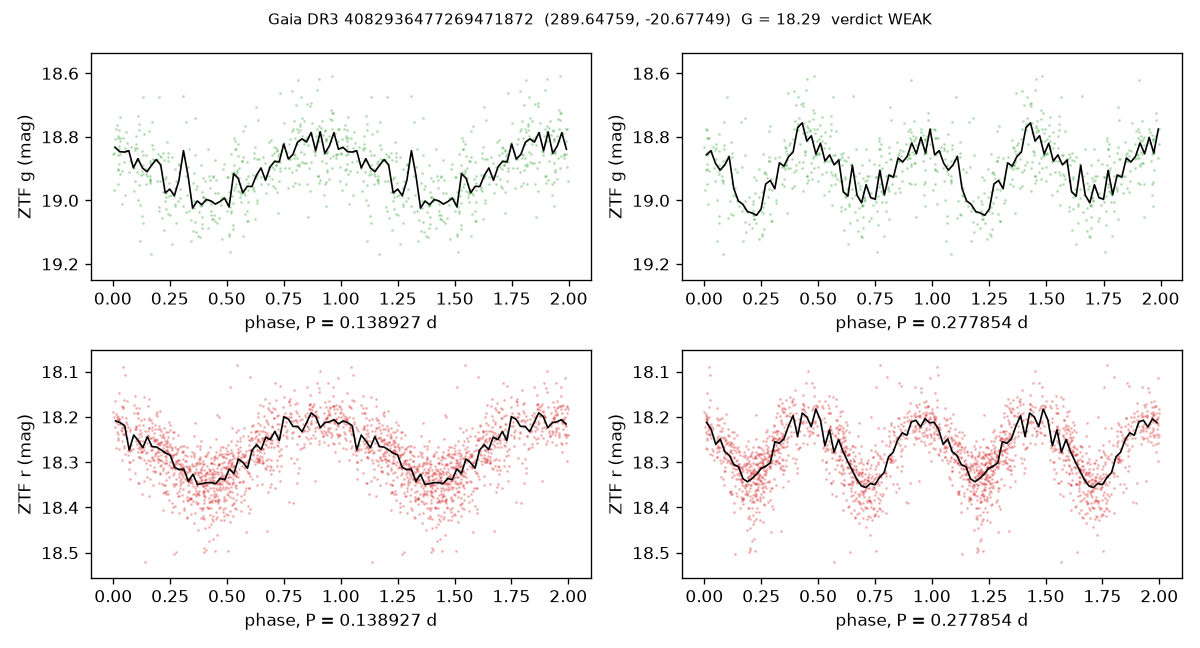 Gaia DR3 4082936477269471872 (289.64759, -20.67749) G = 18.29 verdict WEAK
ZTF g (mag)
18.6
18.8
19.0
19.2
0.00 0.25 0.50 0.75 1.00 1.25 1.50 1.75 2.00
phase, P = 0.138927 d
ZTF g (mag)
18.6
18.8
19.0
19.2
0.00 0.25 0.50 0.75 1.00 1.25 1.50 1.75 2.00
phase, P = 0.277854 d
ZTF r (mag)
18.1
18.2
18.3
18.4
18.5
0.00 0.25 0.50 0.75 1.00 1.25 1.50 1.75 2.00
phase, P = 0.138927 d
ZTF r (mag)
18.1
18.2
18.3
18.4
18.5
0.00 0.25 0.50 0.75 1.00 1.25 1.50 1.75 2.00
phase, P = 0.277854 d